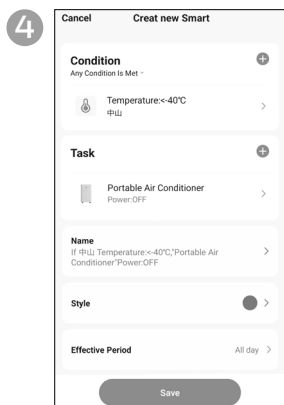 4
Cancel Creat new Smart
Condition
Any Condition Is Met
Temperature:<-40℃
中山
Task
Portable Air Conditioner
Power:OFF
Name
If 中山 Temperature:<-40℃,"Portable Air
Conditioner"Power:OFF
Style
Effective Period All day
Save